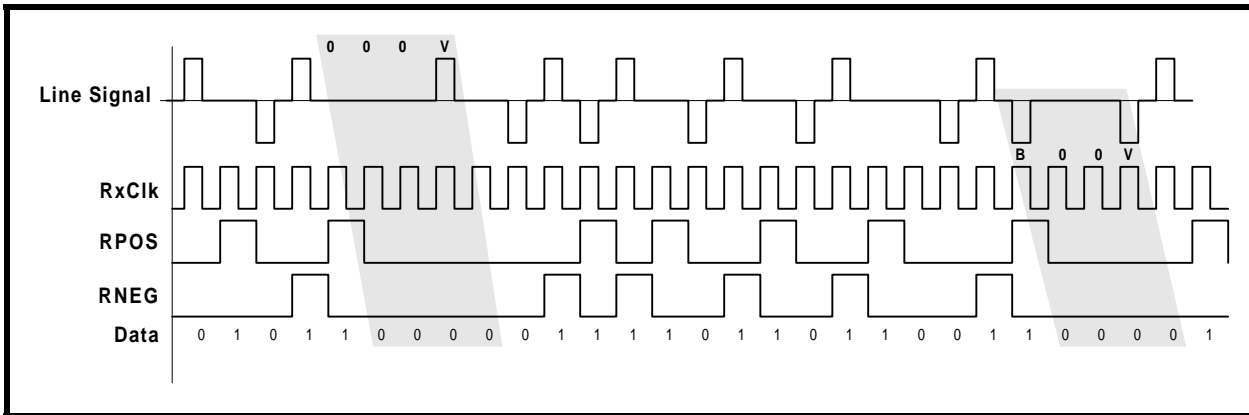 0 0 0 V
Line Signal
B 0 0 V
RxClk
RPOS
RNEG
Data 0 1 0 1 1 0 0 0 0 0 1 1 1 1 0 1 1 0 1 1 0 0 1 1 0 0 0 0 1